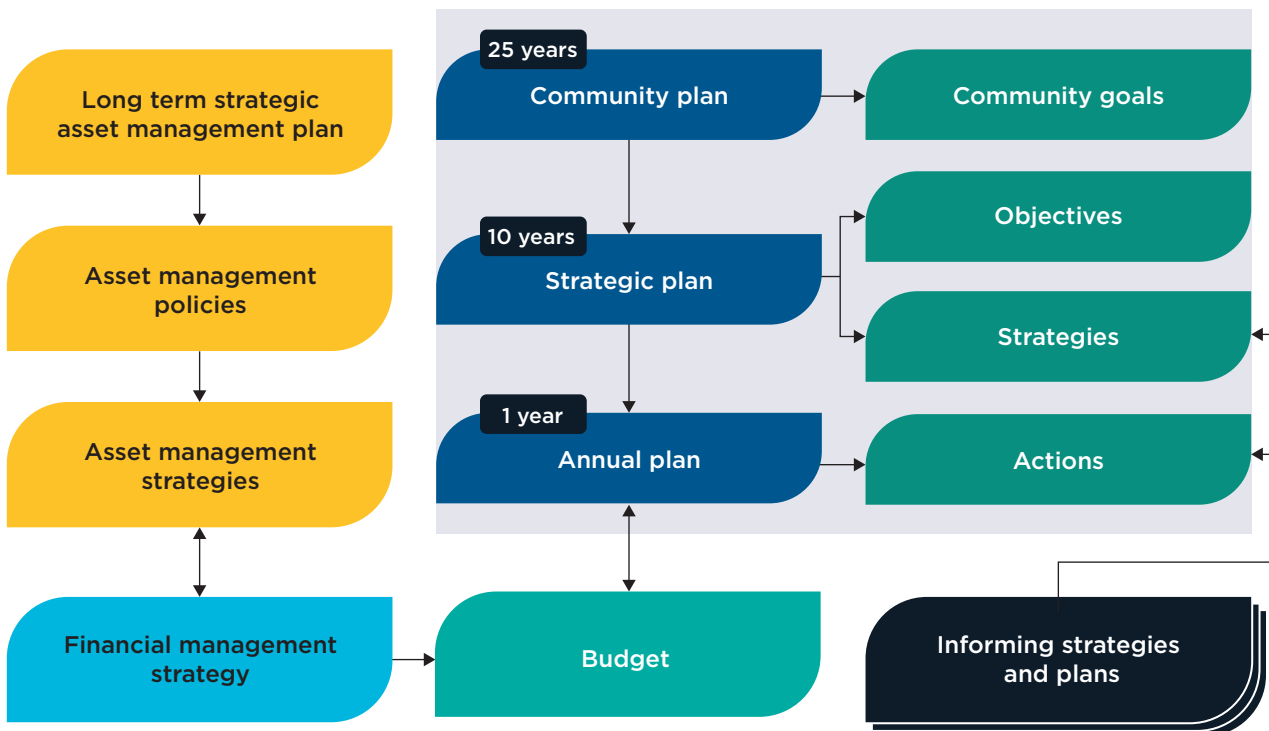 Long term strategic
asset management plan
Asset management
policies
Asset management
strategies
Financial management
strategy
25 years
Community plan
10 years
Strategic plan
1 year
Annual plan
Budget
Community goals
Objectives
Strategies
Actions
Informing strategies
and plans